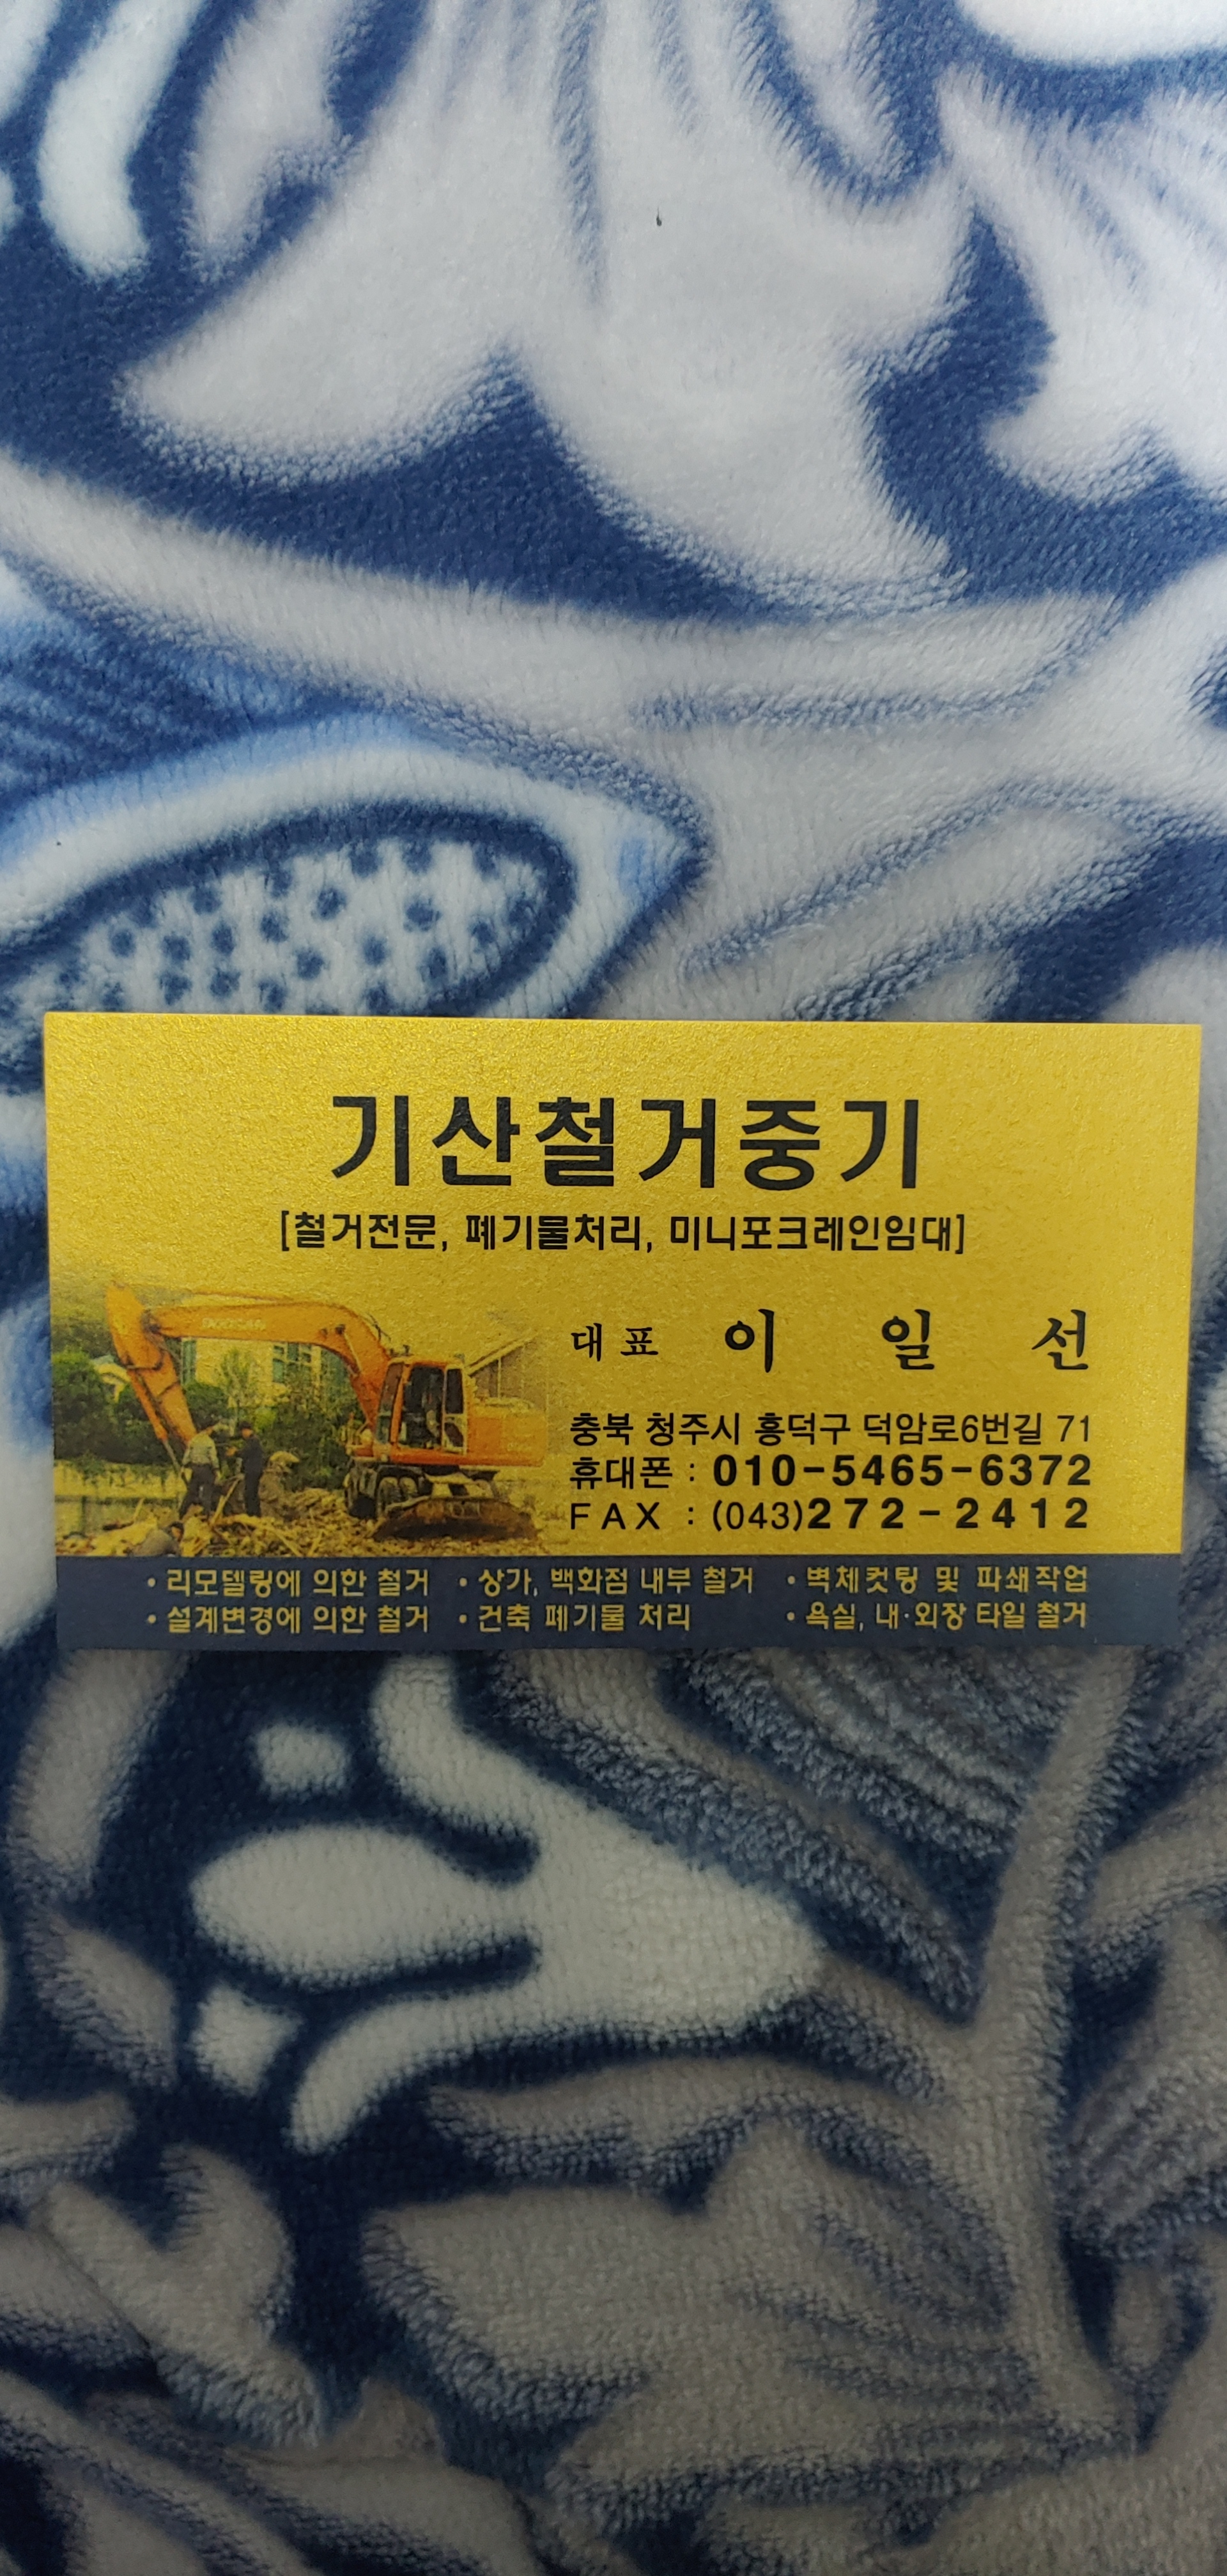 기산철거중기
[철거전문, 폐기물처리, 미니포크레인임대]
대표 이 일 선
충북 청주시 흥덕구 덕암로6번길 71
휴대폰 : 010-5465-6372
FAX : (043)272-2412
• 리모델링에 의한 철거 • 상가, 백화점 내부 철거 • 벽체컷팅 및 파쇄작업
• 설계변경에 의한 철거 • 건축 폐기물 처리 • 욕실, 내·외장 타일 철거